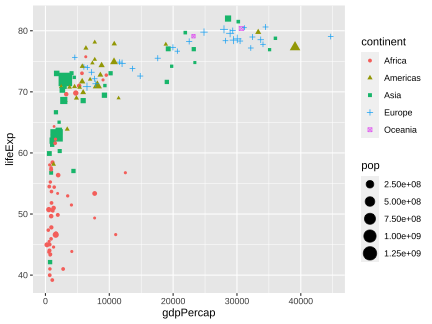 80
70
60
50
40
lifeExp
0
10000
20000
30000
40000
gdpPercap
continent
Africa
Americas
Asia
Europe
Oceania
pop
2.50e+08
5.00e+08
7.50e+08
1.00e+09
1.25e+09